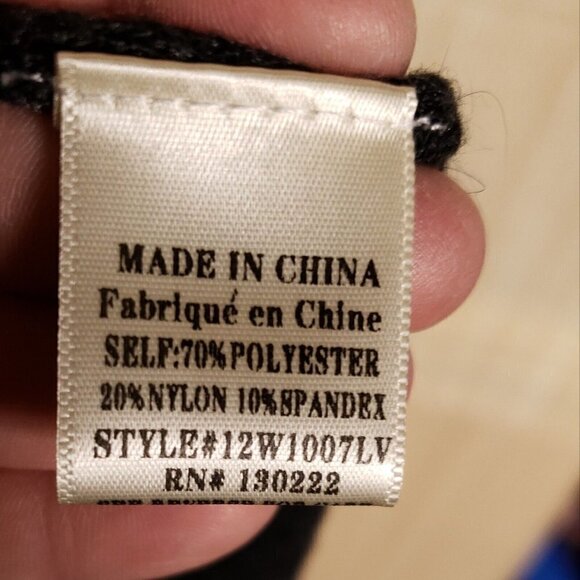 MADE IN CHINA
Fabriqué en Chine
SELF:70%POLYESTER
20%NYLON 10%SPANDEX
STYLE#12W1007LV
RN# 130222